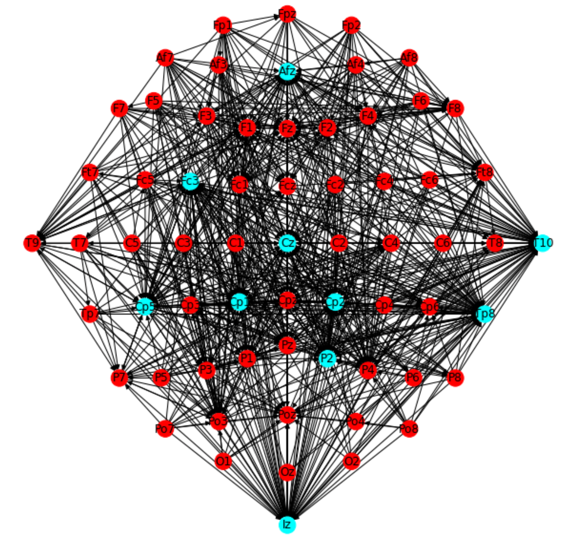 Fp1 Fpz Fp2
Af7 Af3 Afz Af4 Af8
F7 F5 F3 F1 Fz F2 F4 F6 F8
Ft7 Fc5 Fc3 Fc1 Fcz Fc2 Fc4 Fc6 Ft8
T9 T7 C5 C3 C1 Cz C2 C4 C6 T8 T10
Cp5 Cp3 Cp1 Cpz Cp2 Cp4 Cp6 Tp8
P7 P5 P3 P1 Pz P2 P4 P6 P8
Po7 Po3 Poz Po4 Po8
O1 Oz O2
Iz